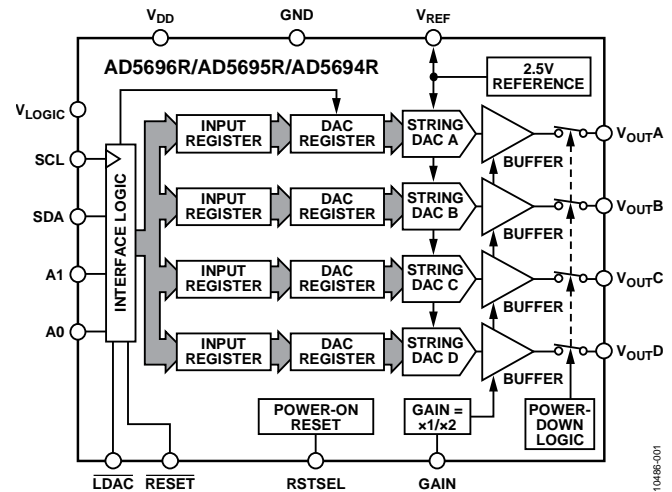 VDD
GND
VREF
AD5696R/AD5695R/AD5694R
2.5V
REFERENCE
VLOGIC
SCL
SDA
A1
A0
INTERFACE LOGIC
INPUT
REGISTER
DAC
REGISTER
STRING
DAC A
BUFFER
VOUTA
INPUT
REGISTER
DAC
REGISTER
STRING
DAC B
BUFFER
VOUTB
INPUT
REGISTER
DAC
REGISTER
STRING
DAC C
BUFFER
VOUTC
INPUT
REGISTER
DAC
REGISTER
STRING
DAC D
BUFFER
VOUTD
POWER-ON
RESET
GAIN =
×1/×2
POWER-
DOWN
LOGIC
LDAC
RESET
RSTSEL
GAIN
10486-001